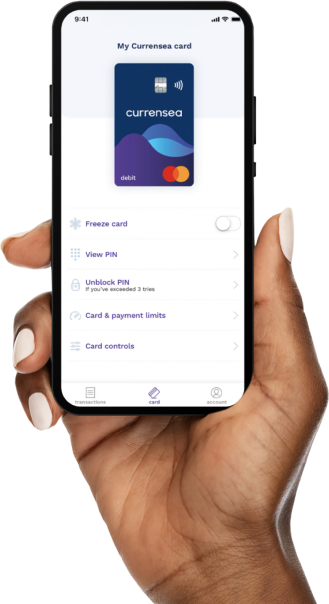 9:41
My Currensea card
currensea
debit
Freeze card
View PIN
Unblock PIN
If you've exceeded 3 tries
Card & payment limits
Card controls
transactions
card
account